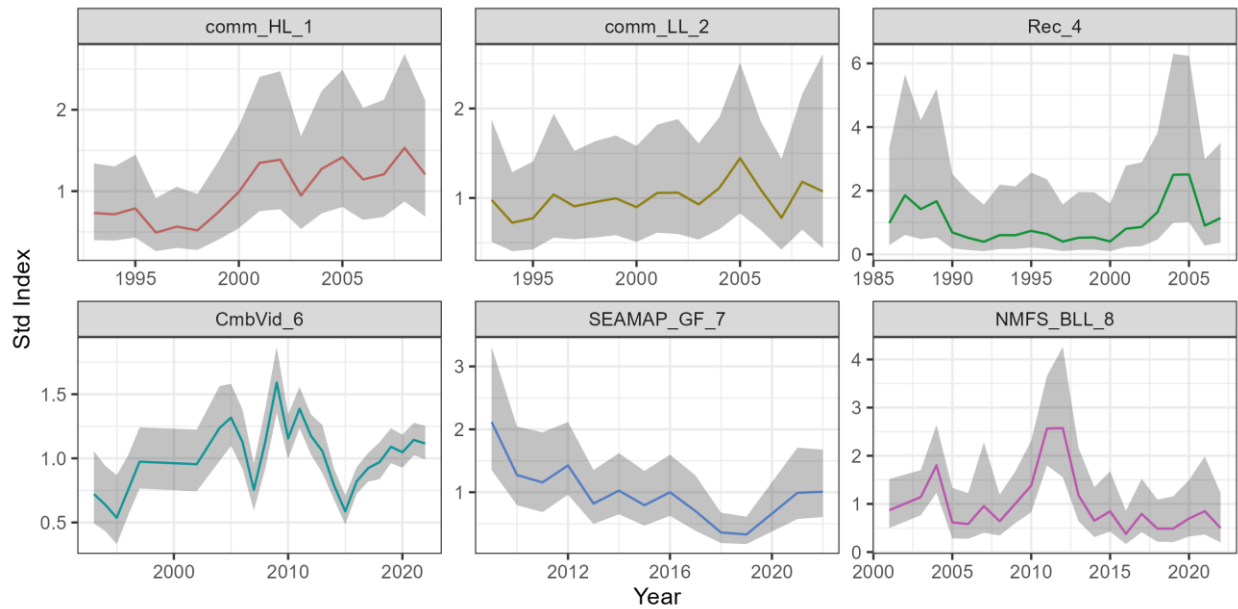 comm_HL_1
comm_LL_2
Rec_4
2
1
2
1
6
4
2
0
1995 2000 2005
1995 2000 2005
1985 1990 1995 2000 2005
Std Index
CmbVid_6
SEAMAP_GF_7
NMFS_BLL_8
1.5
1.0
0.5
3
2
1
4
3
2
1
0
2000 2010 2020
2012 2016 2020
2000 2005 2010 2015 2020
Year